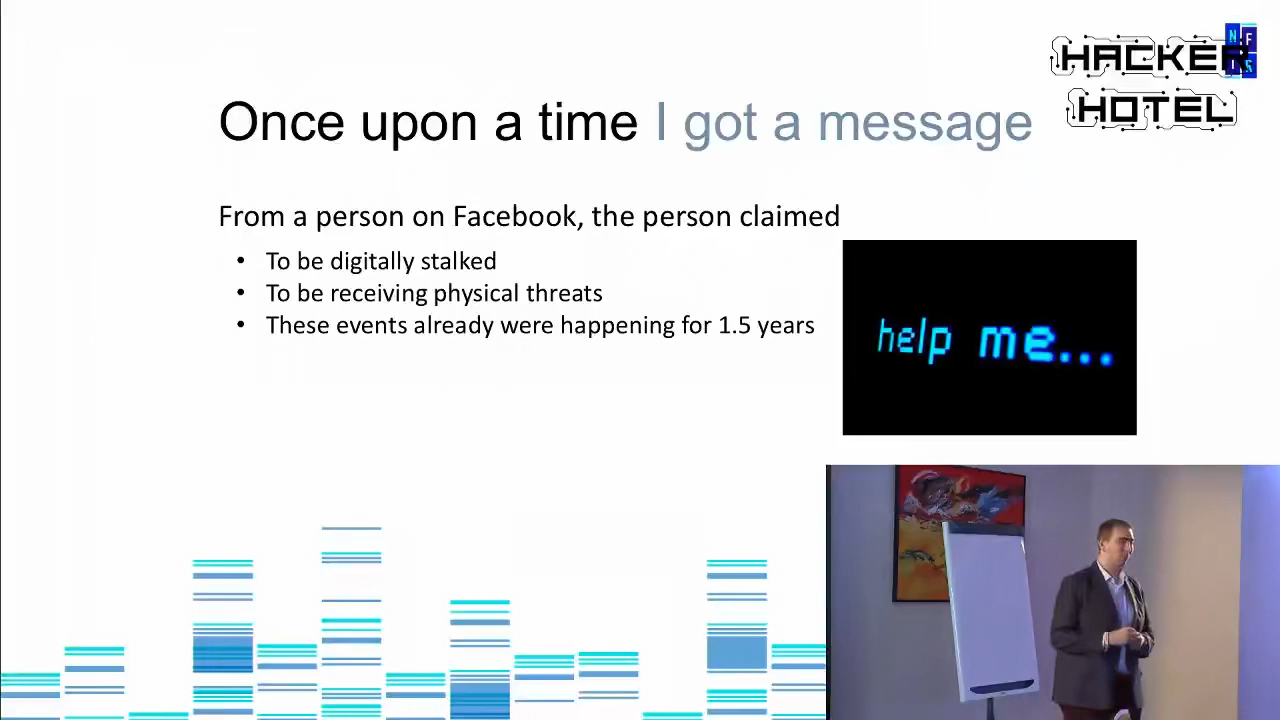 HACKER
HOTEL
N F
I S
Once upon a time I got a message
From a person on Facebook, the person claimed
• To be digitally stalked
• To be receiving physical threats
• These events already were happening for 1.5 years
help me...